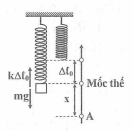 kΔℓ₀
Δℓ₀
Mốc thế
mg
x
A